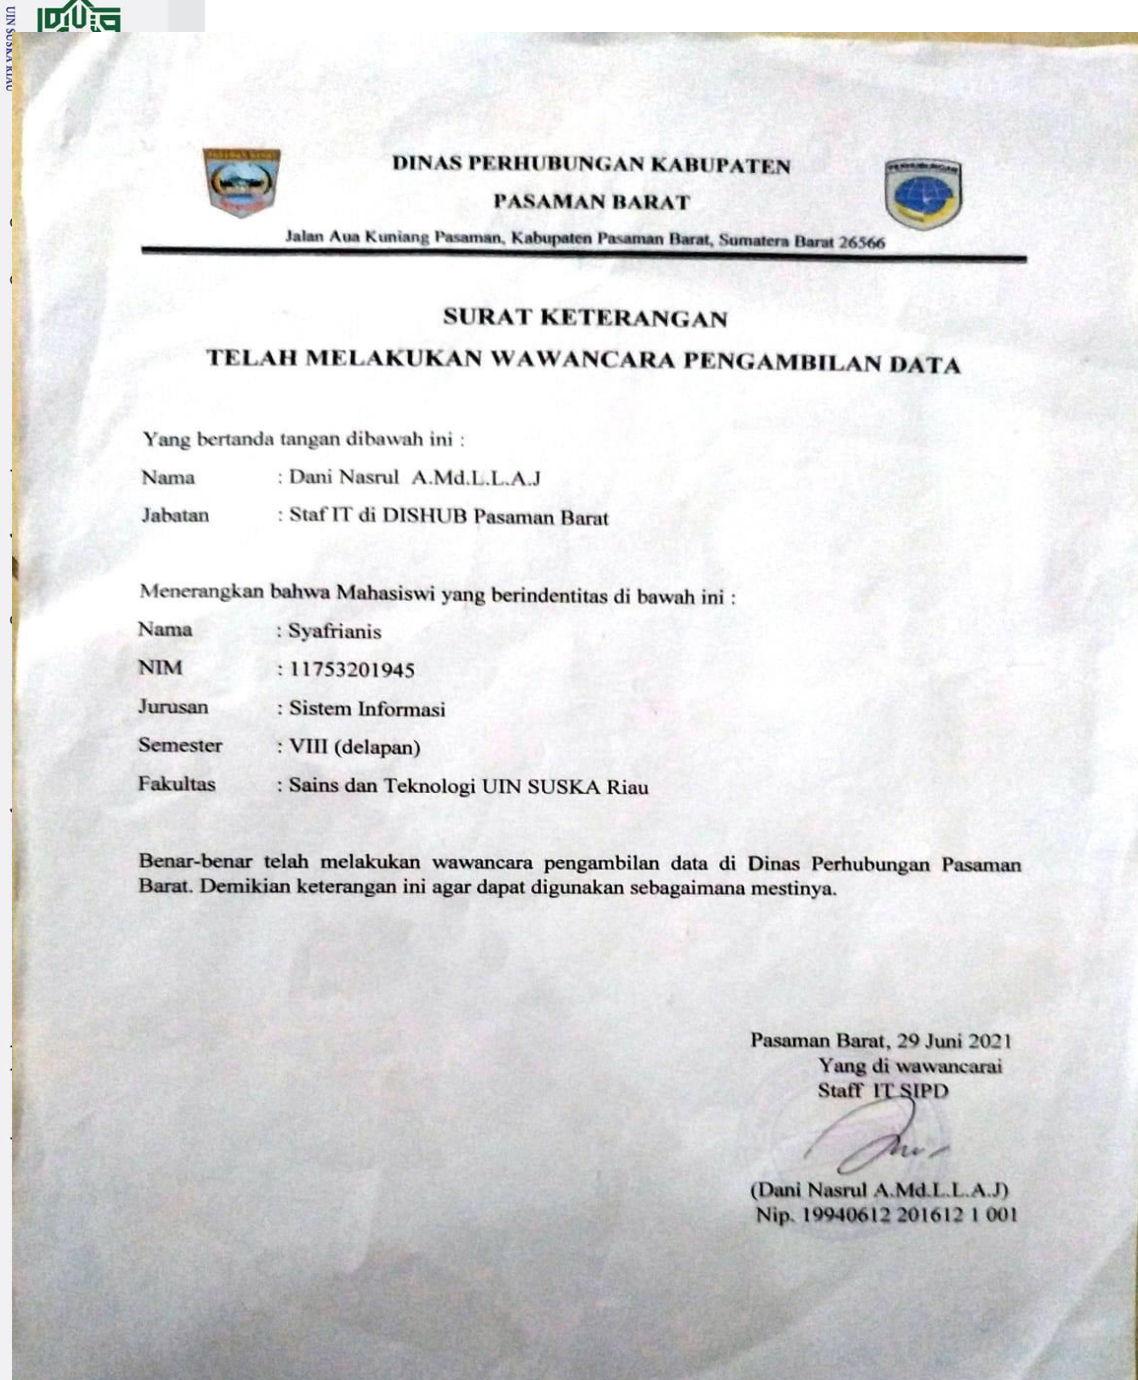 UIN SUSKA RIAU
DINAS PERHUBUNGAN KABUPATEN
PASAMAN BARAT
PERHUBUNGAN
Jalan Aua Kuniang Pasaman, Kabupaten Pasaman Barat, Sumatera Barat 26566
SURAT KETERANGAN
TELAH MELAKUKAN WAWANCARA PENGAMBILAN DATA
Yang bertanda tangan dibawah ini :
Nama : Dani Nasrul A.Md.L.L.A.J
Jabatan : Staf IT di DISHUB Pasaman Barat
Menerangkan bahwa Mahasiswi yang berindentitas di bawah ini :
Nama : Syafrianis
NIM : 11753201945
Jurusan : Sistem Informasi
Semester : VIII (delapan)
Fakultas : Sains dan Teknologi UIN SUSKA Riau
Benar-benar telah melakukan wawancara pengambilan data di Dinas Perhubungan Pasaman
Barat. Demikian keterangan ini agar dapat digunakan sebagaimana mestinya.
Pasaman Barat, 29 Juni 2021
Yang di wawancarai
Staff IT SIPD
(Dani Nasrul A.Md.L.L.A.J)
Nip. 19940612 201612 1 001